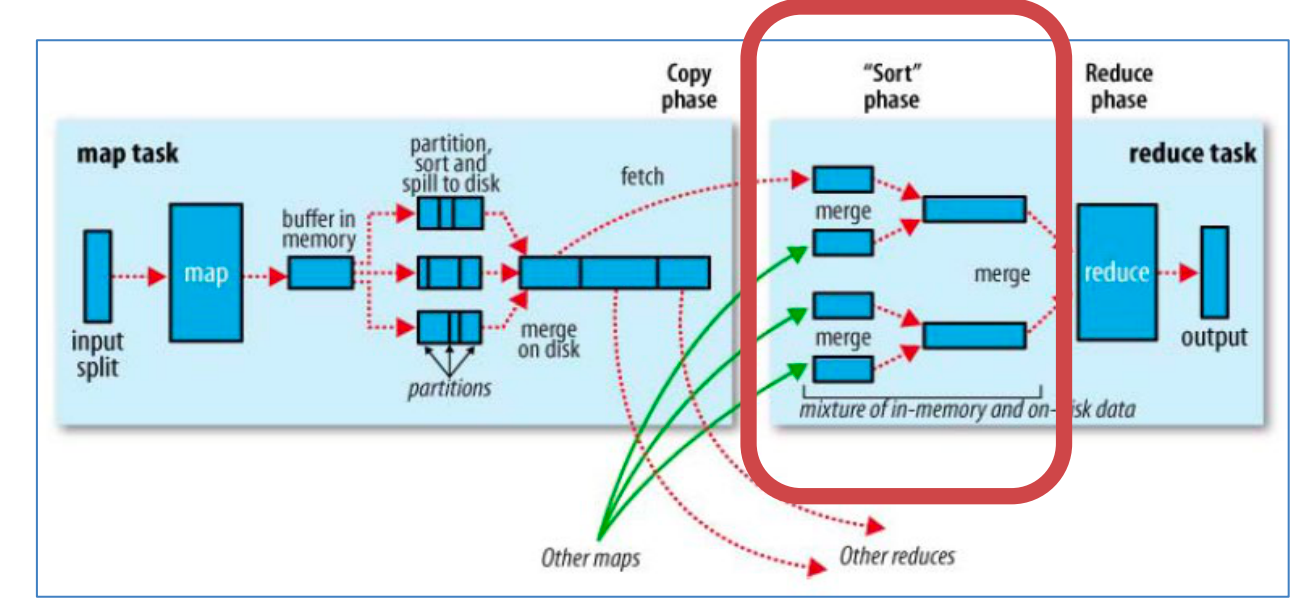 Copy
phase
“Sort”
phase
Reduce
phase
map task
reduce task
partition,
sort and
spill to disk
fetch
buffer in
memory
merge
map
merge
reduce
input
split
merge
on disk
merge
output
partitions
mixture of in-memory and on-disk data
Other maps
Other reduces